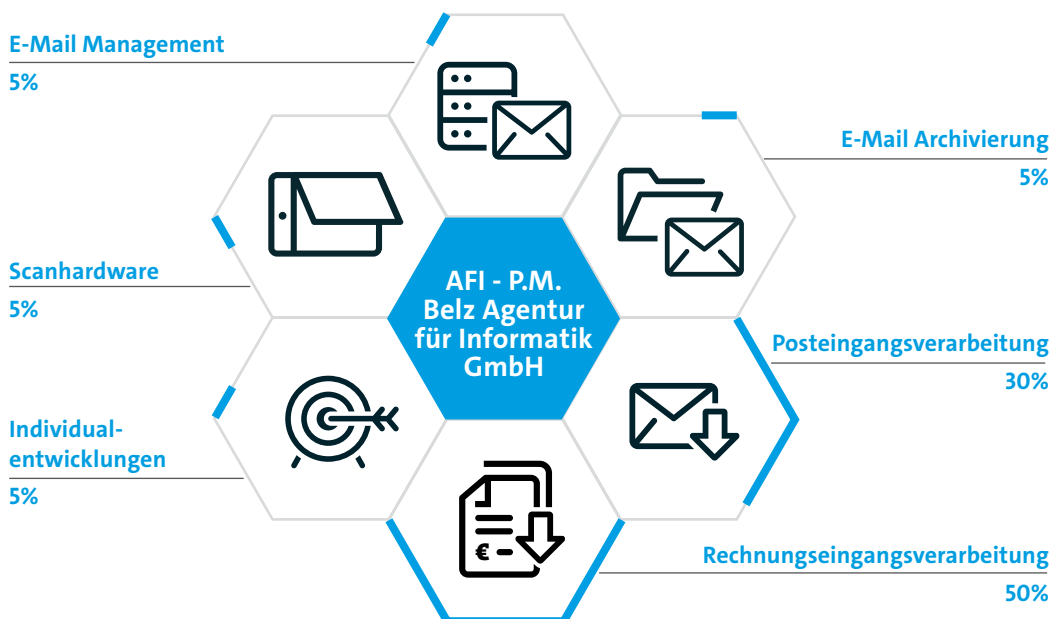 E-Mail Management
5%
E-Mail Archivierung
5%
Scanhardware
5%
AFI - P.M.
Belz Agentur
für Informatik
GmbH
Posteingangsverarbeitung
30%
Individual-
entwicklungen
5%
€
Rechnungseingangsverarbeitung
50%